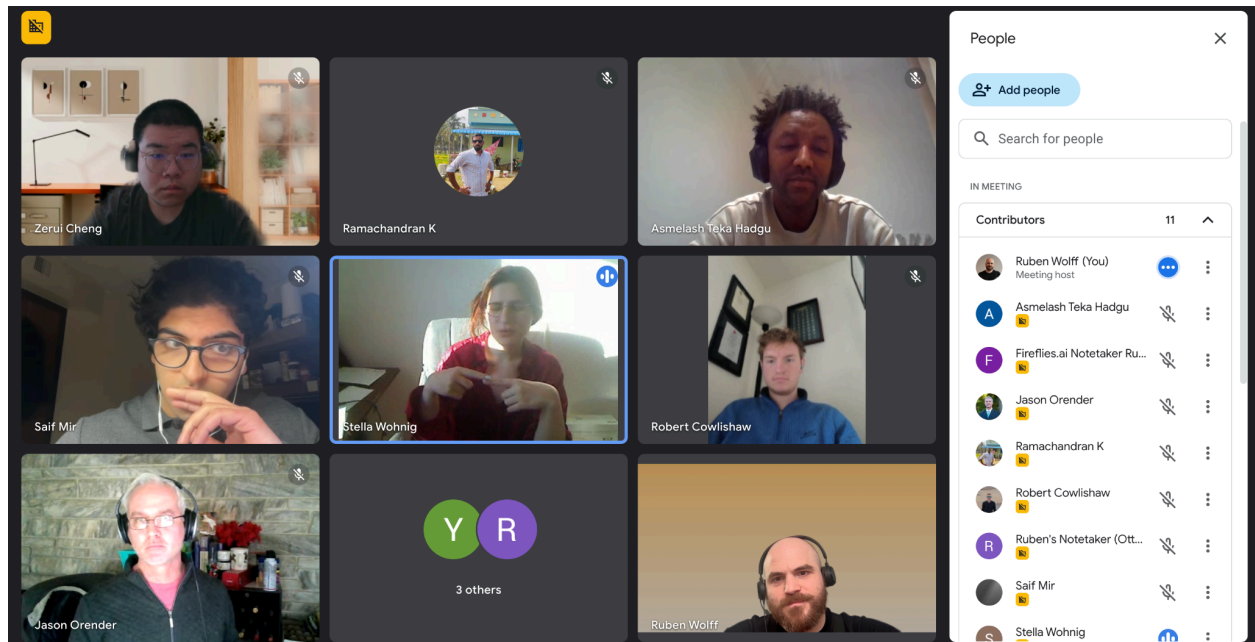 Zerui Cheng
Ramachandran K
Asmelash Teka Hadgu
Saif Mir
Stella Wohnig
Robert Cowlishaw
Jason Orender
Y R
3 others
Ruben Wolff
People
Add people
Search for people
IN MEETING
Contributors 11
Ruben Wolff (You)
Meeting host
A Asmelash Teka Hadgu
F Fireflies.ai Notetaker Ru...
Jason Orender
Ramachandran K
Robert Cowlishaw
R Ruben's Notetaker (Ott...
Saif Mir
S Stella Wohnig